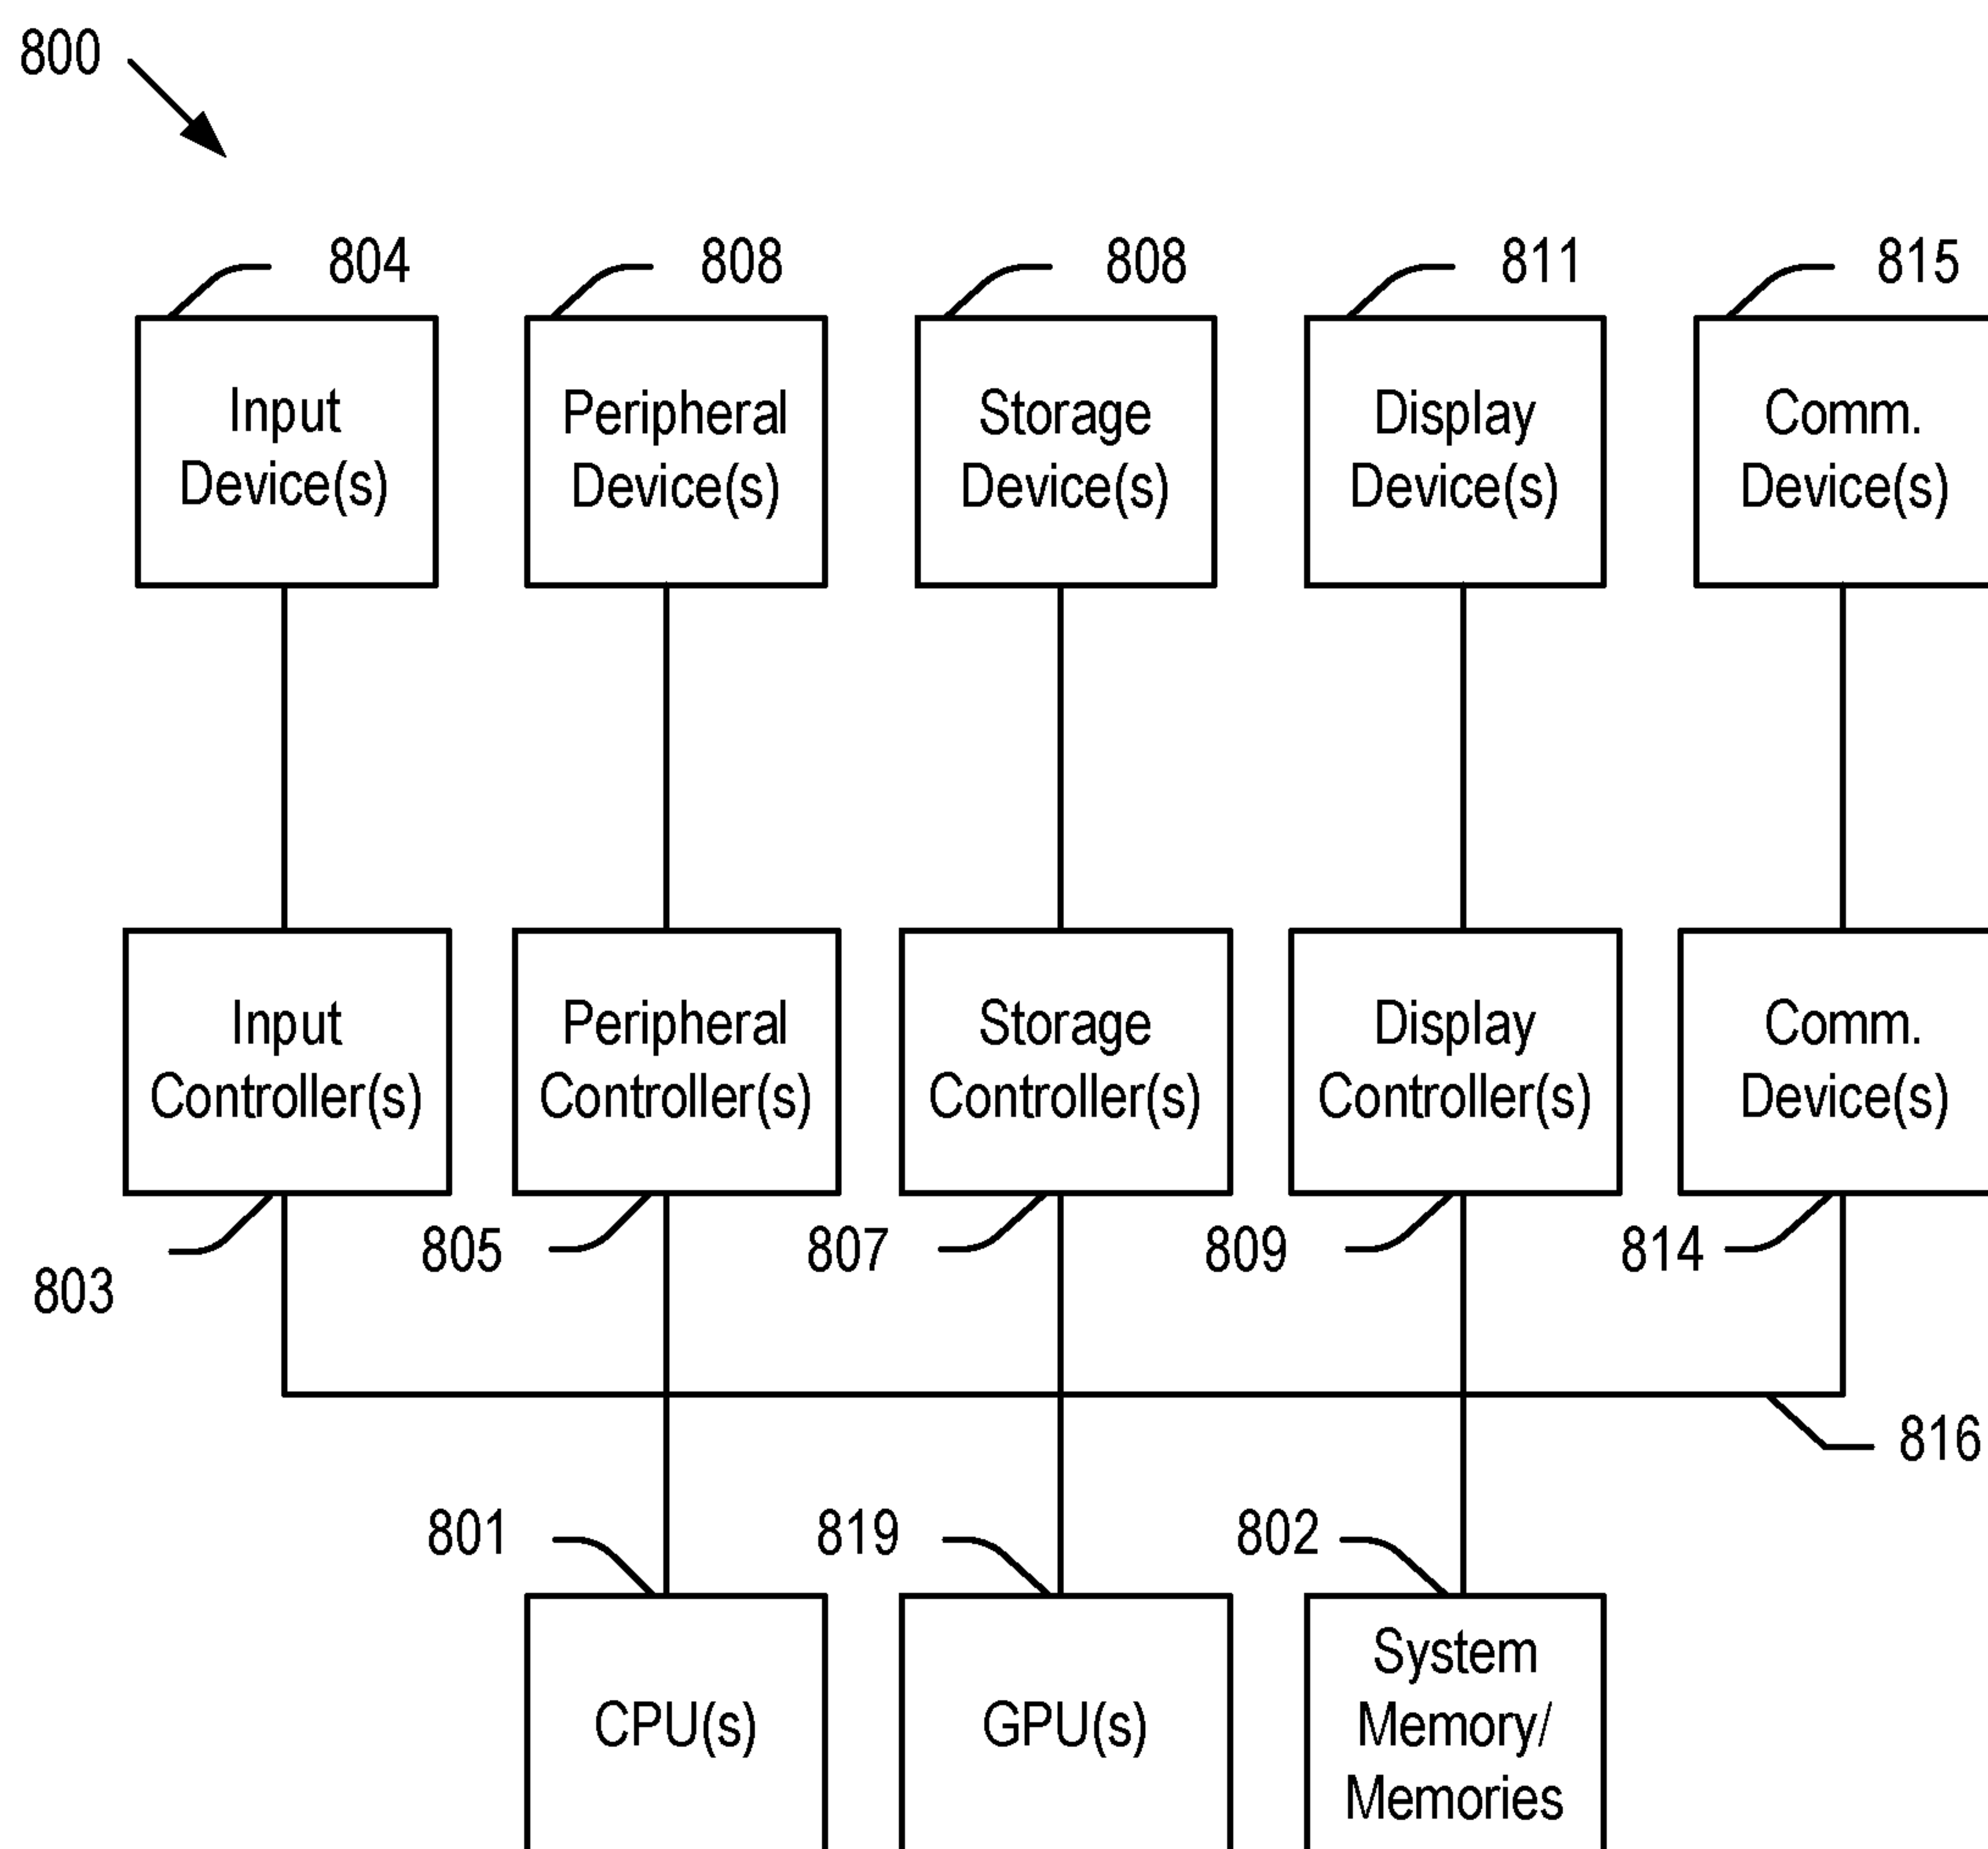 800
804
808
808
811
815
Input
Device(s)
Peripheral
Device(s)
Storage
Device(s)
Display
Device(s)
Comm.
Device(s)
Input
Controller(s)
Peripheral
Controller(s)
Storage
Controller(s)
Display
Controller(s)
Comm.
Device(s)
803
805
807
809
814
816
801
819
802
CPU(s)
GPU(s)
System
Memory/
Memories